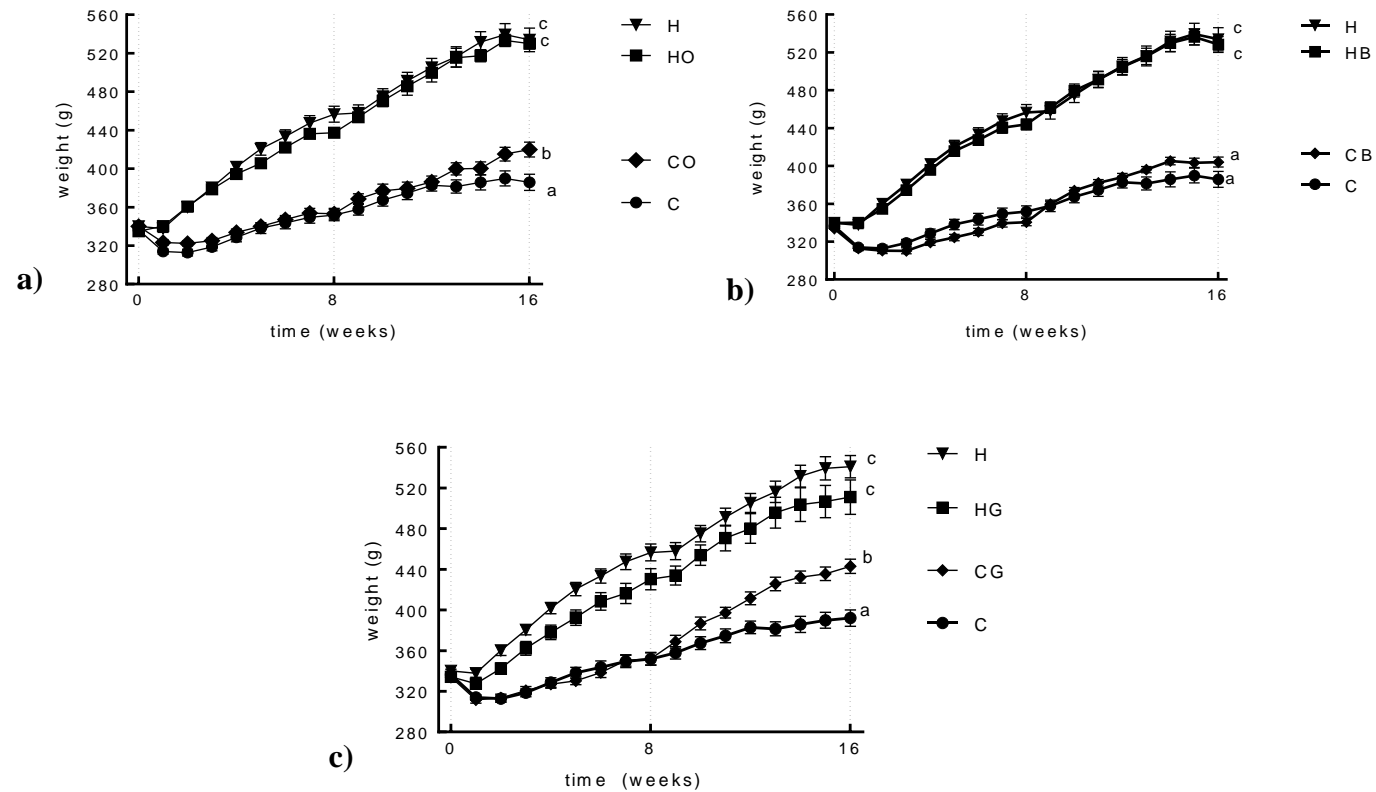 560
520
480
440
400
360
320
280
weight (g)
0
8
16
time (weeks)
c
c
b
a
H
HO
CO
C
a)
560
520
480
440
400
360
320
280
weight (g)
0
8
16
time (weeks)
c
c
a
a
H
HB
CB
C
b)
560
520
480
440
400
360
320
280
weight (g)
0
8
16
time (weeks)
c
c
b
a
H
HG
CG
C
c)